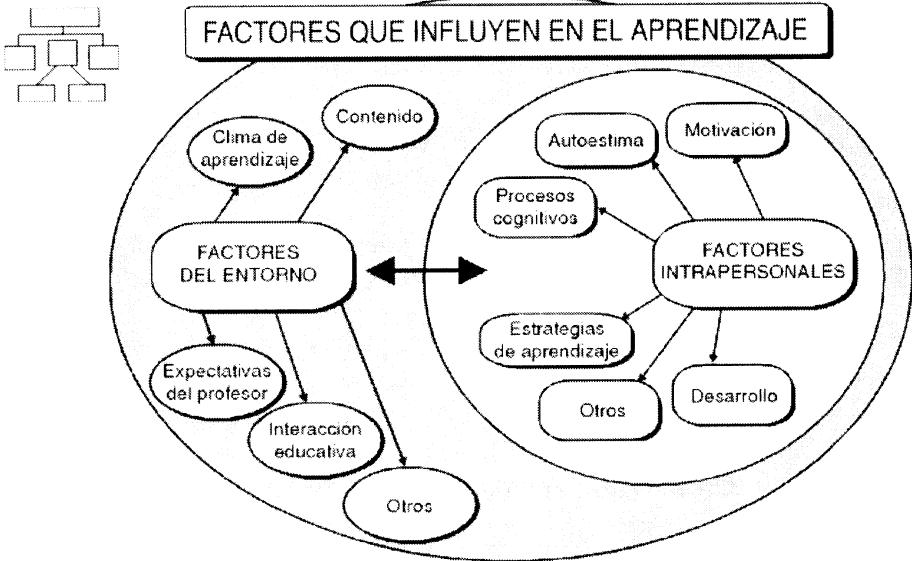 FACTORES QUE INFLUYEN EN EL APRENDIZAJE
Clima de
aprendizaje
Contenido
FACTORES
DEL ENTORNO
Expectativas
del profesor
Interacción
educativa
Otros
Autoestima
Motivación
Procesos
cognitivos
FACTORES
INTRAPERSONALES
Estrategias
de aprendizaje
Otros
Desarrollo